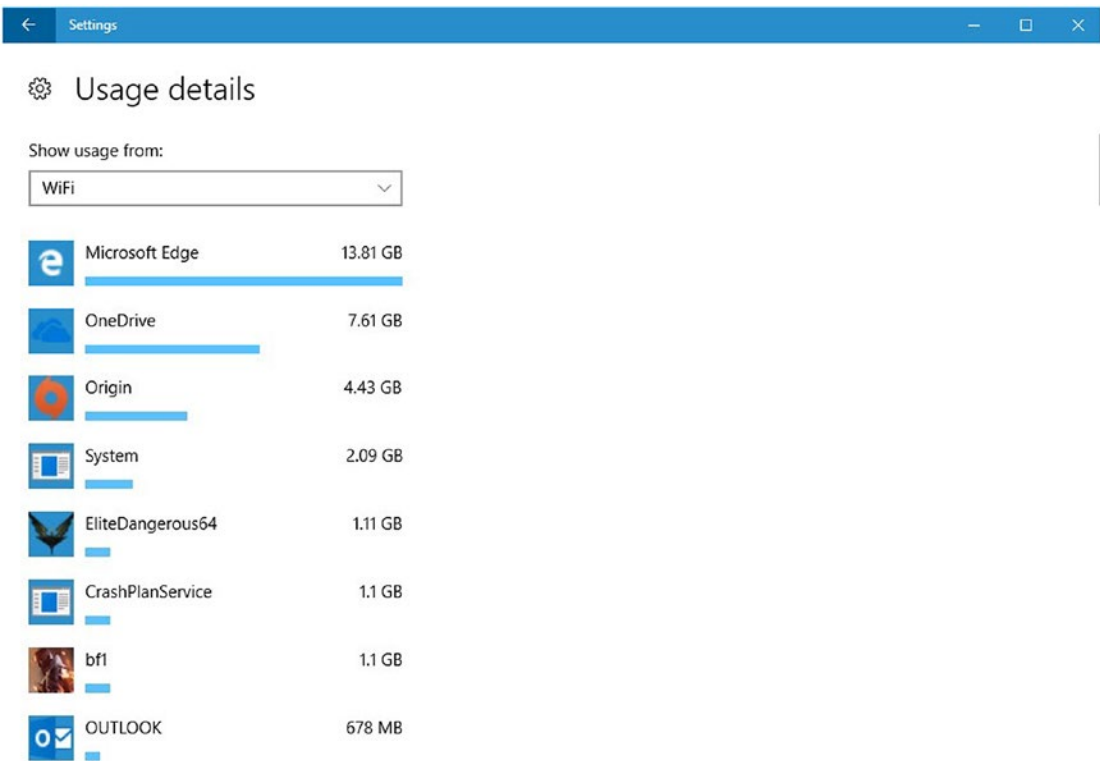 Settings
Usage details
Show usage from:
WiFi
Microsoft Edge 13.81 GB
OneDrive 7.61 GB
Origin 4.43 GB
System 2.09 GB
EliteDangerous64 1.11 GB
CrashPlanService 1.1 GB
bf1 1.1 GB
OUTLOOK 678 MB